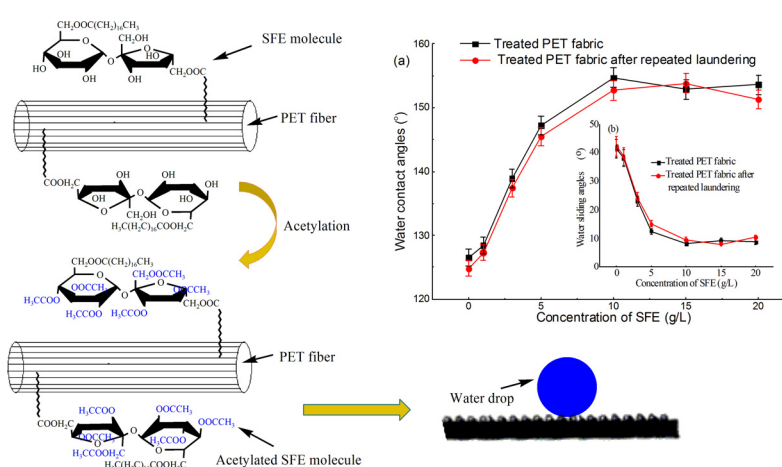 CH₂OOC(CH₂)₁₆CH₃
HO
HO
OH
O
O
CH₂OH
O
OH
HO
CH₂OOC
SFE molecule
PET fiber
COOH₂C
OH
OH
OH
OH
O
O
CH₂OH
O
H₃C(H₂C)₁₆COOH₂C
Acetylation
CH₂OOC(CH₂)₁₆CH₃
CH₂OOCCH₃
OOCCH₃
OOCCH₃
H₃CCOO
H₃CCOO
H₃CCOO
O
O
O
CH₂OOC
PET fiber
COOH₂C
H₃CCOO
OOCCH₃
OOCCH₃
OOCCH₃
H₃CCOO
H₃CCOOH₂C
O
O
O
Acetylated SFE molecule
(a)
Treated PET fabric
Treated PET fabric after repeated laundering
Water contact angles (°)
160
150
140
130
120
0
5
10
15
20
Concentration of SFE (g/L)
(b)
Treated PET fabric
Treated PET fabric after
repeated laundering
Water sliding angles (°)
50
40
30
20
10
0
0
5
10
15
20
Concentration of SFE (g/L)
Water drop